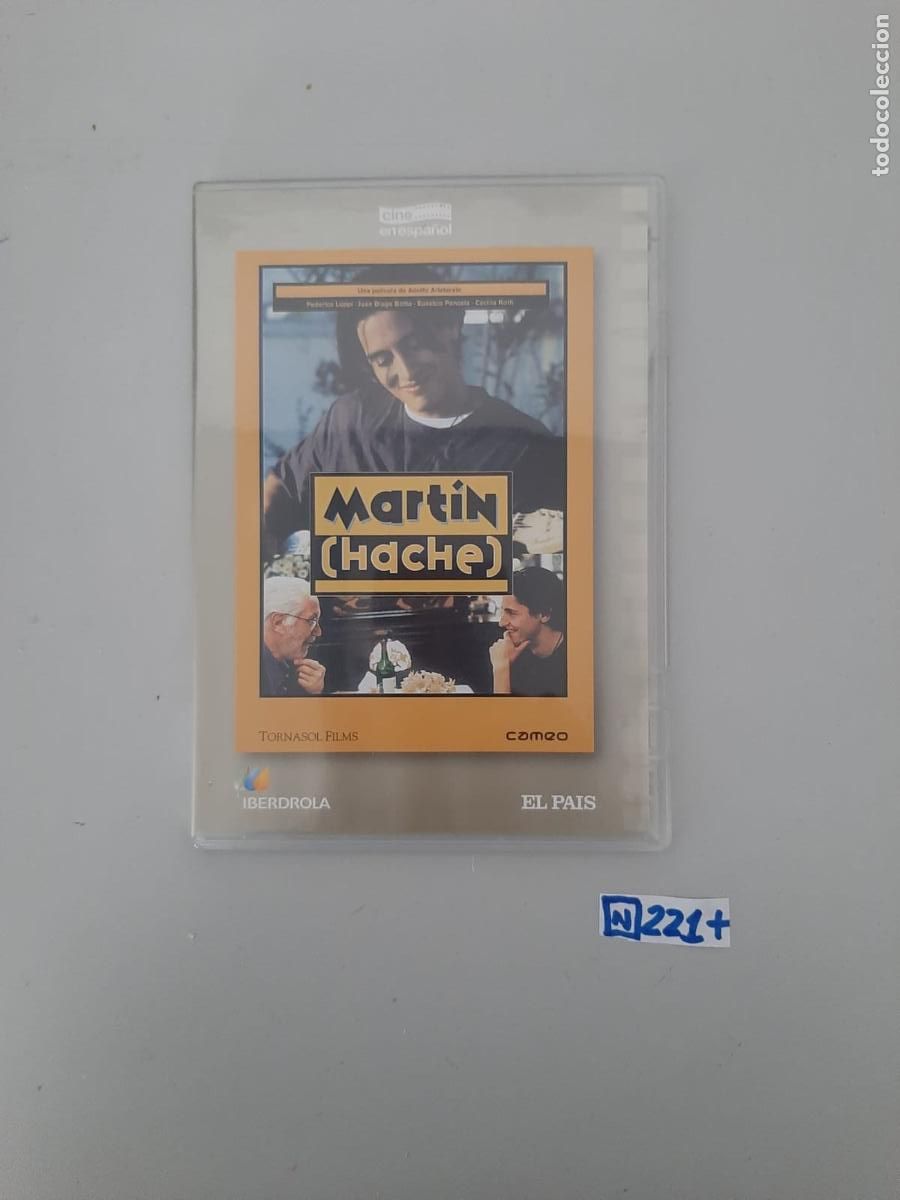 todocoleccion
cine
en español
Una película de Adolfo Aristarain
Federico Luppi · Juan Diego Botto · Eusebio Poncela · Cecilia Roth
Martín
(Hache)
TORNASOL FILMS
cameo
IBERDROLA
EL PAIS
N 221+